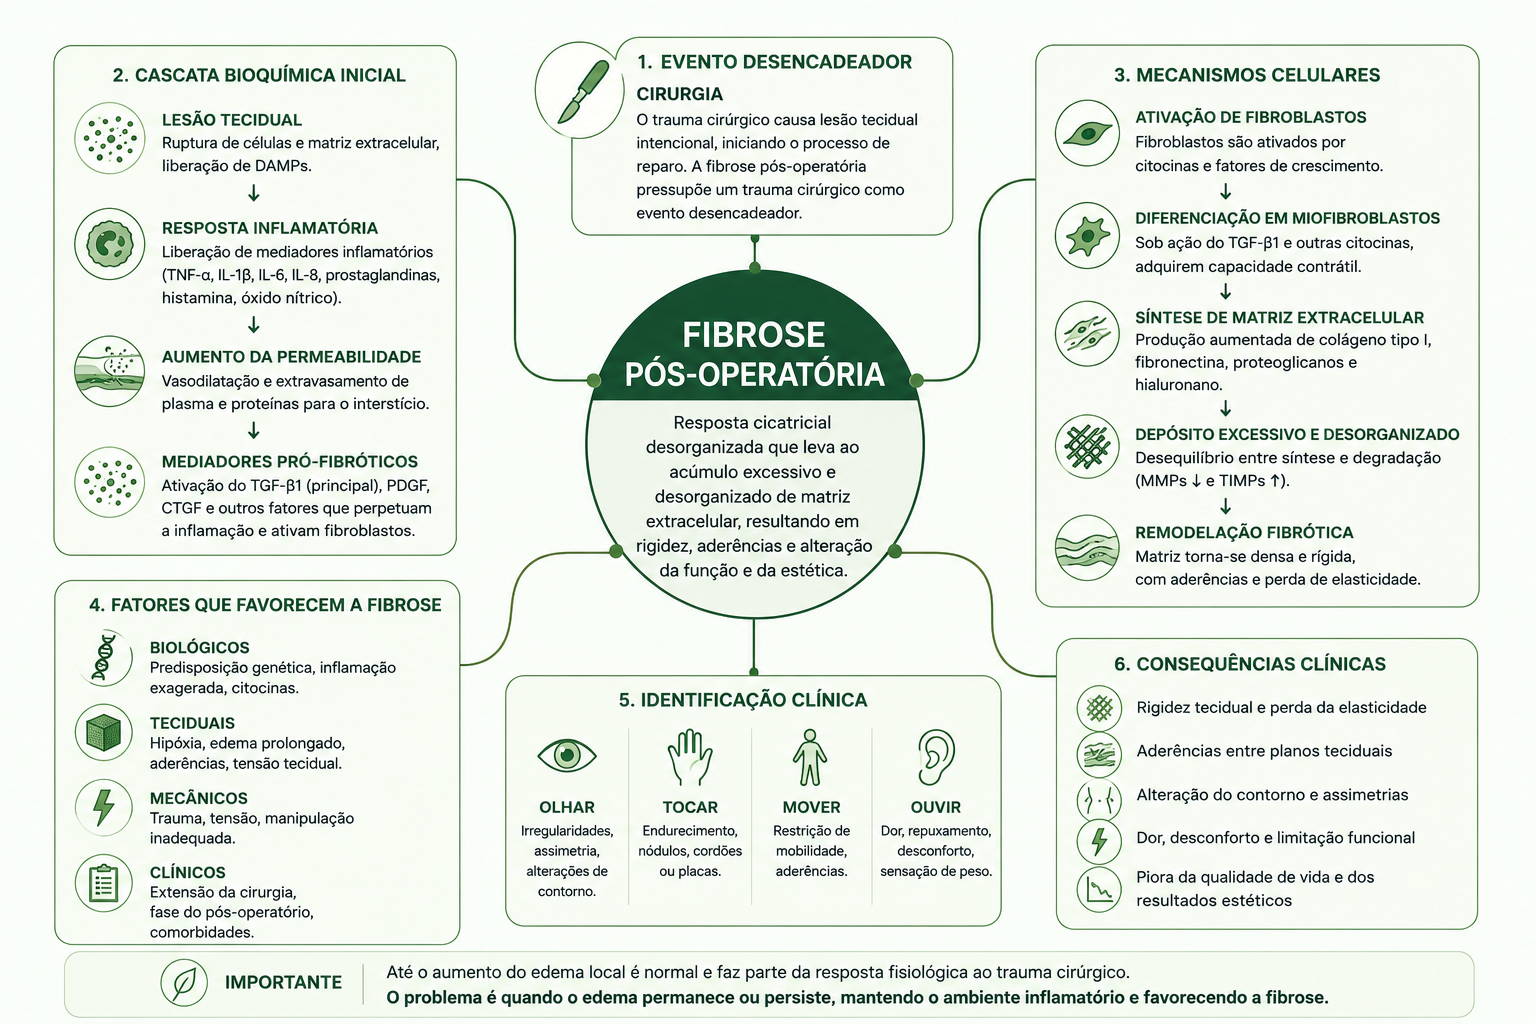 1. EVENTO DESENCADEADOR
CIRURGIA
O trauma cirúrgico causa lesão tecidual
intencional, iniciando o processo de
reparo. A fibrose pós-operatória
pressupõe um trauma cirúrgico como
evento desencadeador.
FIBROSE
PÓS-OPERATÓRIA
Resposta cicatricial
desorganizada que leva ao
acúmulo excessivo e
desorganizado de matriz
extracelular, resultando em
rigidez, aderências e alteração
da função e da estética.
2. CASCATA BIOQUÍMICA INICIAL
LESÃO TECIDUAL
Ruptura de células e matriz extracelular,
liberação de DAMPs.
↓
RESPOSTA INFLAMATÓRIA
Liberação de mediadores inflamatórios
(TNF-α, IL-1β, IL-6, IL-8, prostaglandinas,
histamina, óxido nítrico).
↓
AUMENTO DA PERMEABILIDADE
Vasodilatação e extravasamento de
plasma e proteínas para o interstício.
↓
MEDIADORES PRÓ-FIBRÓTICOS
Ativação do TGF-β1 (principal), PDGF,
CTGF e outros fatores que perpetuam
a inflamação e ativam fibroblastos.
3. MECANISMOS CELULARES
ATIVAÇÃO DE FIBROBLASTOS
Fibroblastos são ativados por
citocinas e fatores de crescimento.
↓
DIFERENCIAÇÃO EM MIOFIBROBLASTOS
Sob ação do TGF-β1 e outras citocinas,
adquirem capacidade contrátil.
↓
SÍNTESE DE MATRIZ EXTRACELULAR
Produção aumentada de colágeno tipo I,
fibronectina, proteoglicanos e
hialuronano.
↓
DEPÓSITO EXCESSIVO E DESORGANIZADO
Desequilíbrio entre síntese e degradação
(MMPs ↓ e TIMPs ↑).
↓
REMODELAÇÃO FIBRÓTICA
Matriz torna-se densa e rígida,
com aderências e perda de elasticidade.
4. FATORES QUE FAVORECEM A FIBROSE
BIOLÓGICOS
Predisposição genética, inflamação
exagerada, citocinas.
TECIDUAIS
Hipóxia, edema prolongado,
aderências, tensão tecidual.
MECÂNICOS
Trauma, tensão, manipulação
inadequada.
CLÍNICOS
Extensão da cirurgia,
fase do pós-operatório,
comorbidades.
5. IDENTIFICAÇÃO CLÍNICA
OLHAR
Irregularidades,
assimetria,
alterações de
contorno.
TOCAR
Endurecimento,
nódulos, cordões
ou placas.
MOVER
Restrição de
mobilidade,
aderências.
OUVIR
Dor, repuxamento,
desconforto,
sensação de peso.
6. CONSEQUÊNCIAS CLÍNICAS
Rigidez tecidual e perda da elasticidade
Aderências entre planos teciduais
Alteração do contorno e assimetrias
Dor, desconforto e limitação funcional
Piora da qualidade de vida e dos
resultados estéticos
IMPORTANTE
Até o aumento do edema local é normal e faz parte da resposta fisiológica ao trauma cirúrgico.
O problema é quando o edema permanece ou persiste, mantendo o ambiente inflamatório e favorecendo a fibrose.